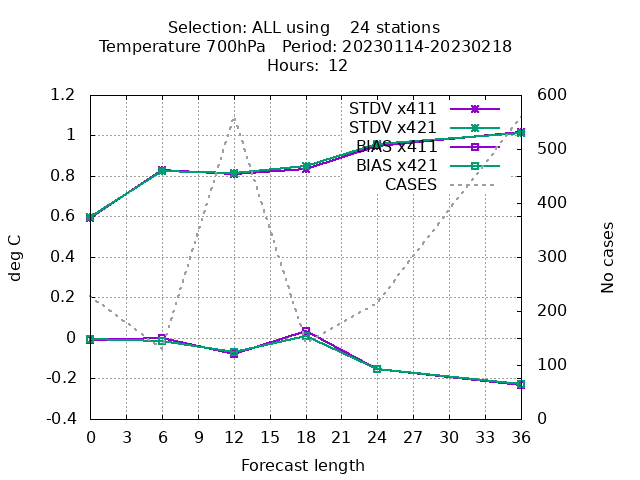 Selection: ALL using    24 stations
Temperature 700hPa   Period: 20230114-20230218
Hours:  12
1.2
1
0.8
0.6
0.4
0.2
0
-0.2
-0.4
deg C
600
500
400
300
200
100
0
No cases
STDV x411
STDV x421
BIAS x411
BIAS x421
CASES
0 3 6 9 12 15 18 21 24 27 30 33 36
Forecast length